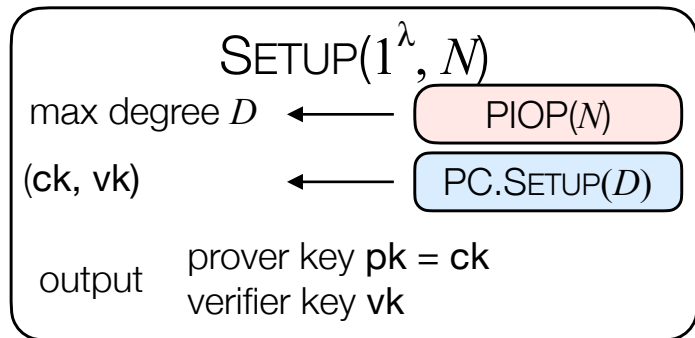 SETUP(1^λ, N)
max degree D ← PIOP(N)
(ck, vk) ← PC.SETUP(D)
output prover key pk = ck
verifier key vk